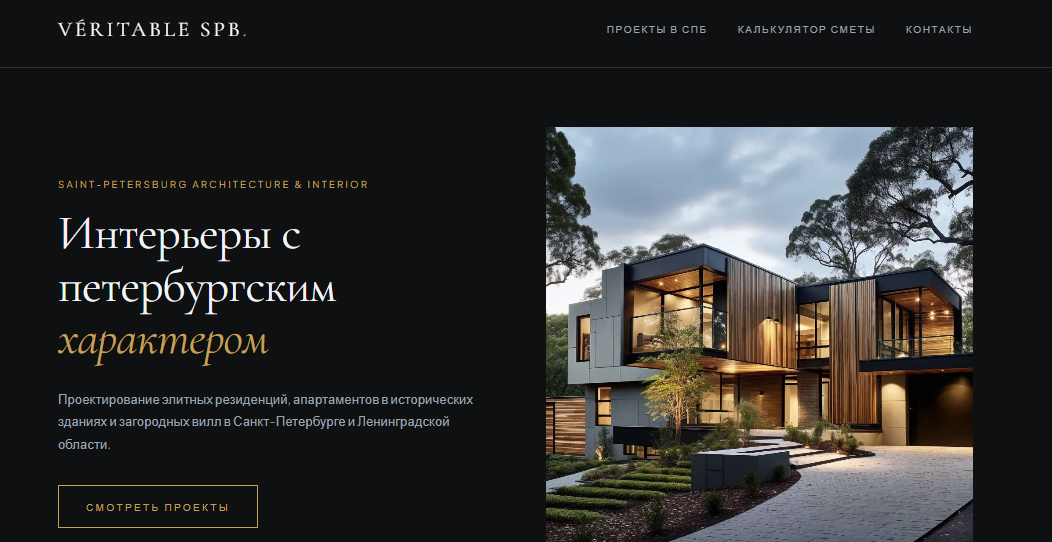 VÉRITABLE SPB.
ПРОЕКТЫ В СПБ
КАЛЬКУЛЯТОР СМЕТЫ
КОНТАКТЫ
SAINT-PETERSBURG ARCHITECTURE & INTERIOR
Интерьеры с
петербургским
характером
Проектирование элитных резиденций, апартаментов в исторических
зданиях и загородных вилл в Санкт-Петербурге и Ленинградской
области.
СМОТРЕТЬ ПРОЕКТЫ